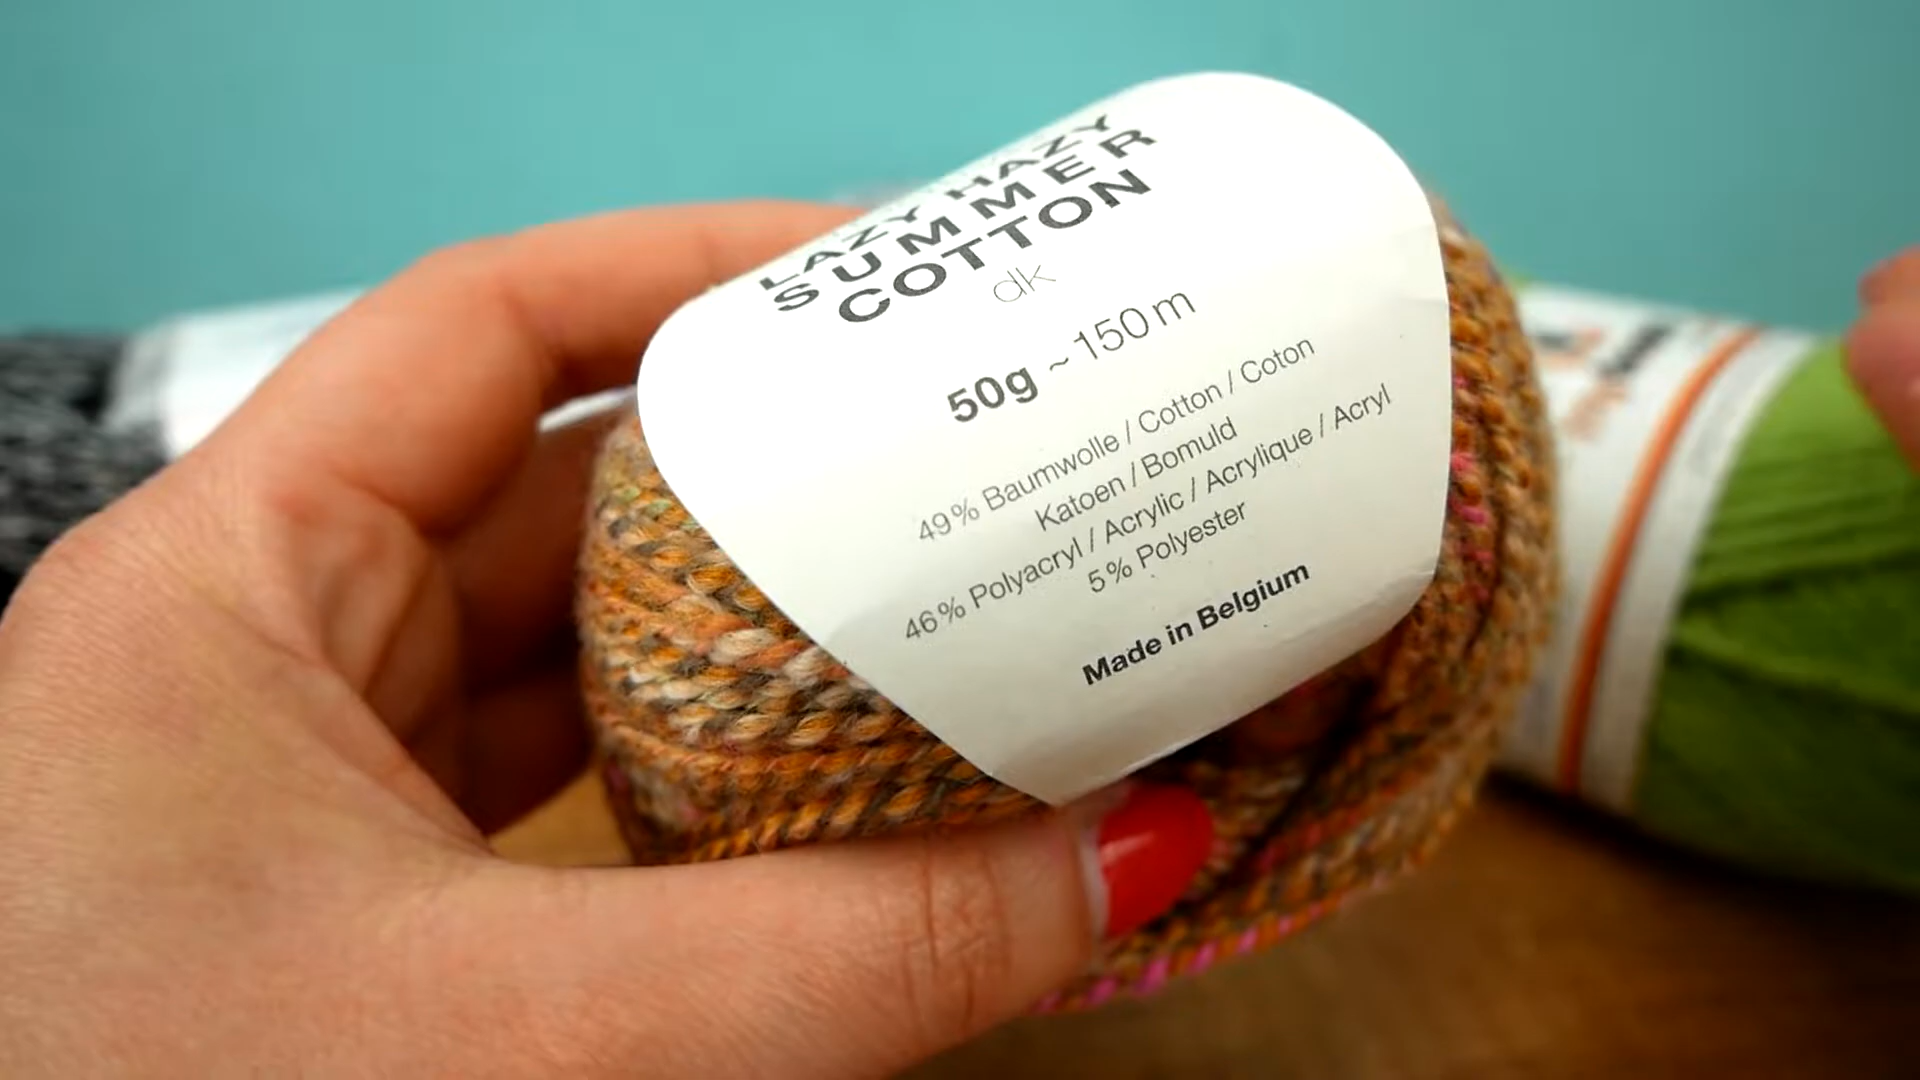 LAZY HAZY
SUMMER
COTTON
dk
50g ~ 150 m
49% Baumwolle / Cotton / Coton
Katoen / Bomuld
46% Polyacryl / Acrylic / Acrylique / Acryl
5% Polyester
Made in Belgium